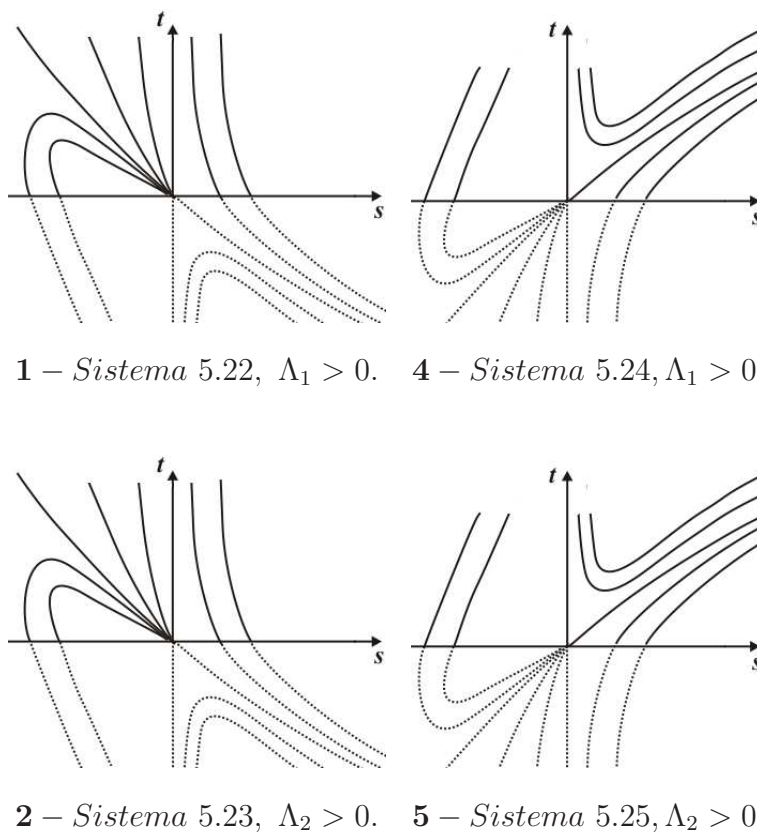 t t
s s
1 – Sistema 5.22, Λ₁ > 0. 4 – Sistema 5.24, Λ₁ > 0
t t
s s
2 – Sistema 5.23, Λ₂ > 0. 5 – Sistema 5.25, Λ₂ > 0